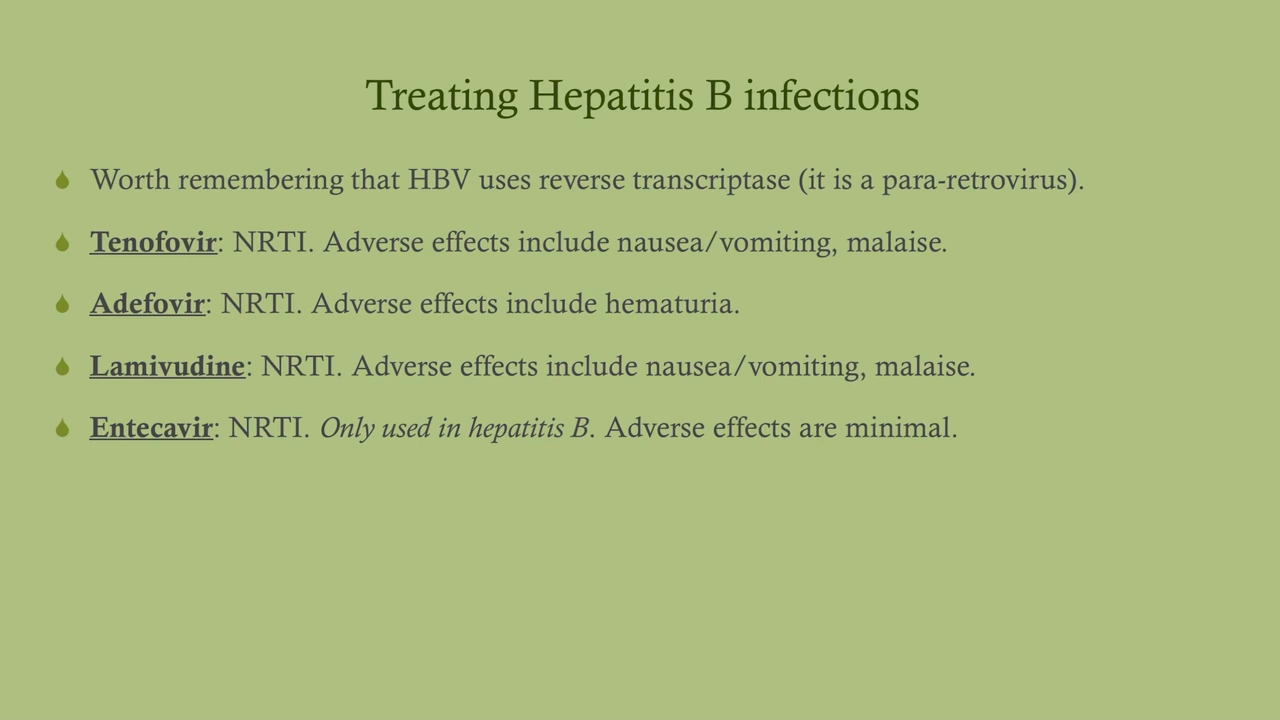 Treating Hepatitis B infections
Worth remembering that HBV uses reverse transcriptase (it is a para-retrovirus).
Tenofovir: NRTI. Adverse effects include nausea/vomiting, malaise.
Adefovir: NRTI. Adverse effects include hematuria.
Lamivudine: NRTI. Adverse effects include nausea/vomiting, malaise.
Entecavir: NRTI. Only used in hepatitis B. Adverse effects are minimal.